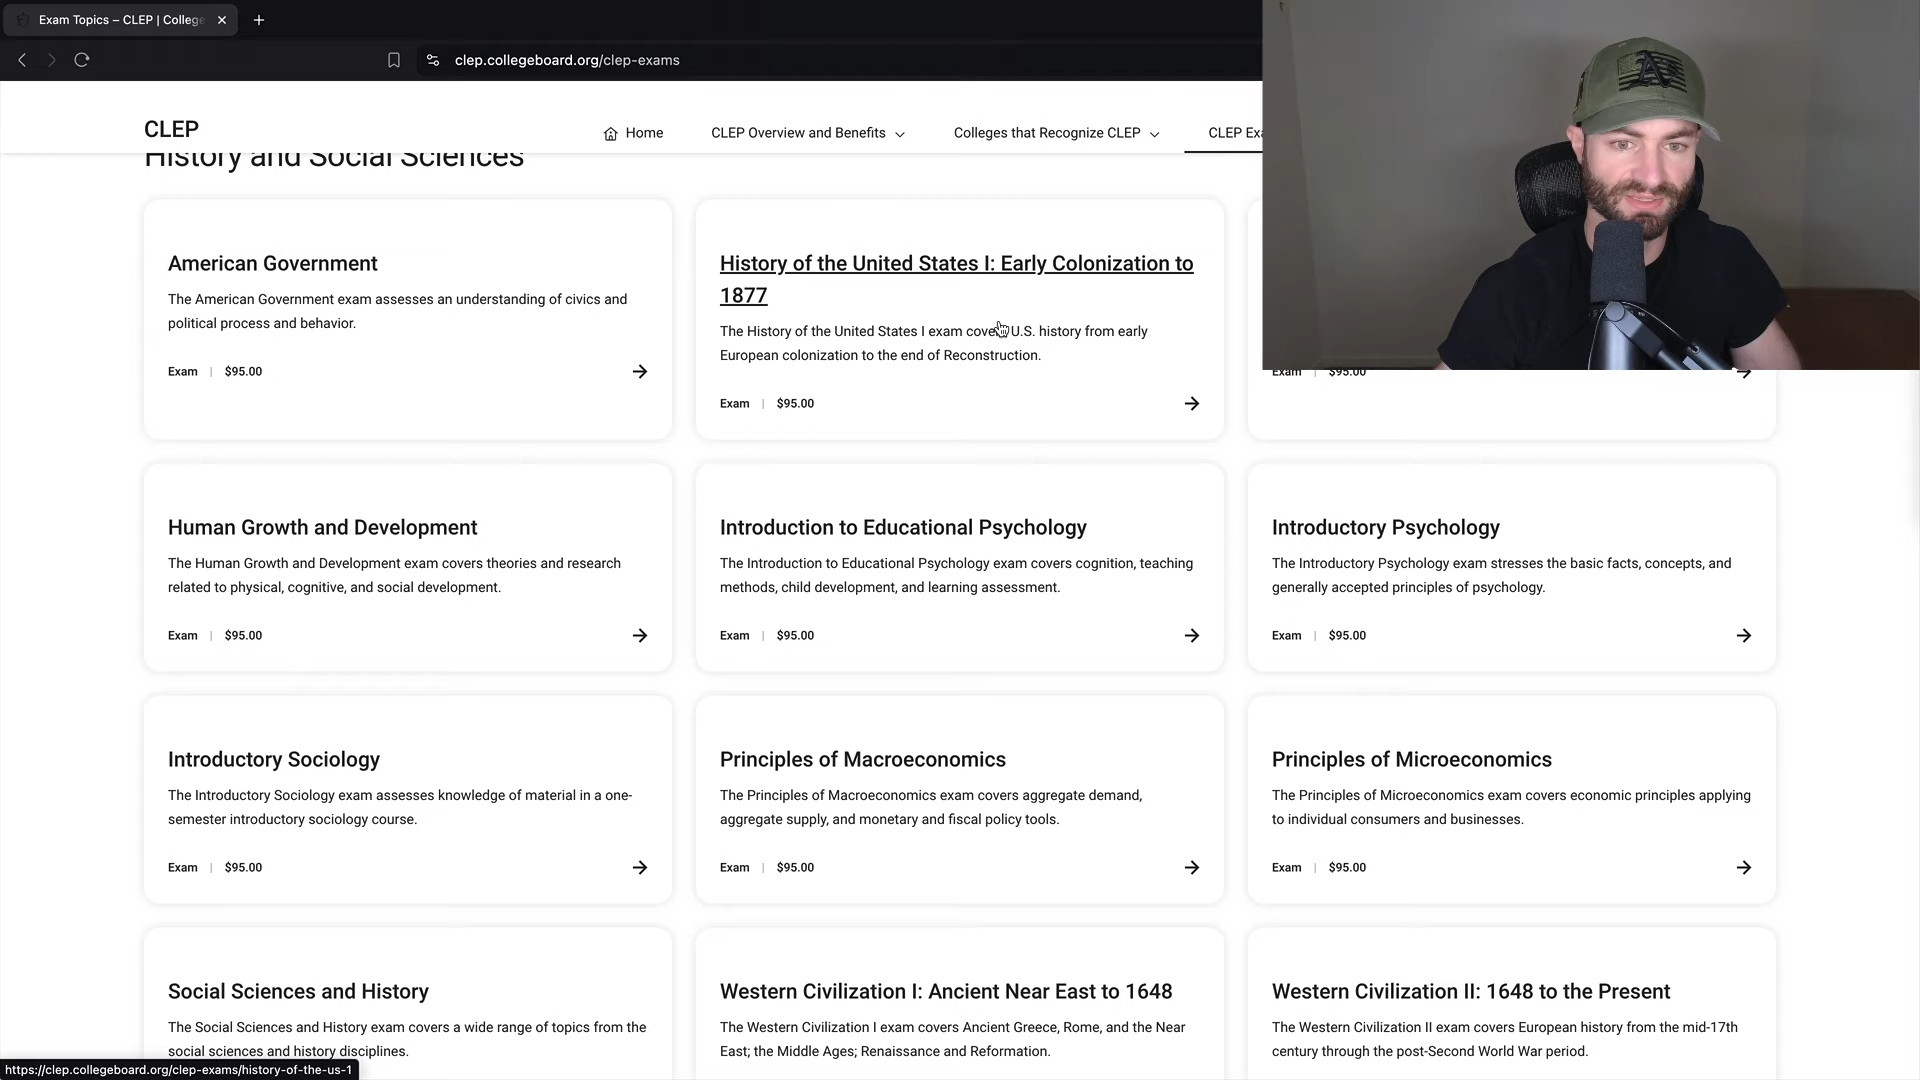 Exam Topics – CLEP | College
clep.collegeboard.org/clep-exams
CLEP
Home
CLEP Overview and Benefits
Colleges that Recognize CLEP
CLEP Exa
History and Social Sciences
American Government
The American Government exam assesses an understanding of civics and
political process and behavior.
Exam | $95.00
History of the United States I: Early Colonization to
1877
The History of the United States I exam covers U.S. history from early
European colonization to the end of Reconstruction.
Exam | $95.00
Exam | $95.00
Human Growth and Development
The Human Growth and Development exam covers theories and research
related to physical, cognitive, and social development.
Exam | $95.00
Introduction to Educational Psychology
The Introduction to Educational Psychology exam covers cognition, teaching
methods, child development, and learning assessment.
Exam | $95.00
Introductory Psychology
The Introductory Psychology exam stresses the basic facts, concepts, and
generally accepted principles of psychology.
Exam | $95.00
Introductory Sociology
The Introductory Sociology exam assesses knowledge of material in a one-
semester introductory sociology course.
Exam | $95.00
Principles of Macroeconomics
The Principles of Macroeconomics exam covers aggregate demand,
aggregate supply, and monetary and fiscal policy tools.
Exam | $95.00
Principles of Microeconomics
The Principles of Microeconomics exam covers economic principles applying
to individual consumers and businesses.
Exam | $95.00
Social Sciences and History
The Social Sciences and History exam covers a wide range of topics from the
social sciences and history disciplines.
Western Civilization I: Ancient Near East to 1648
The Western Civilization I exam covers Ancient Greece, Rome, and the Near
East; the Middle Ages; Renaissance and Reformation.
Western Civilization II: 1648 to the Present
The Western Civilization II exam covers European history from the mid-17th
century through the post-Second World War period.
https://clep.collegeboard.org/clep-exams/history-of-the-us-1